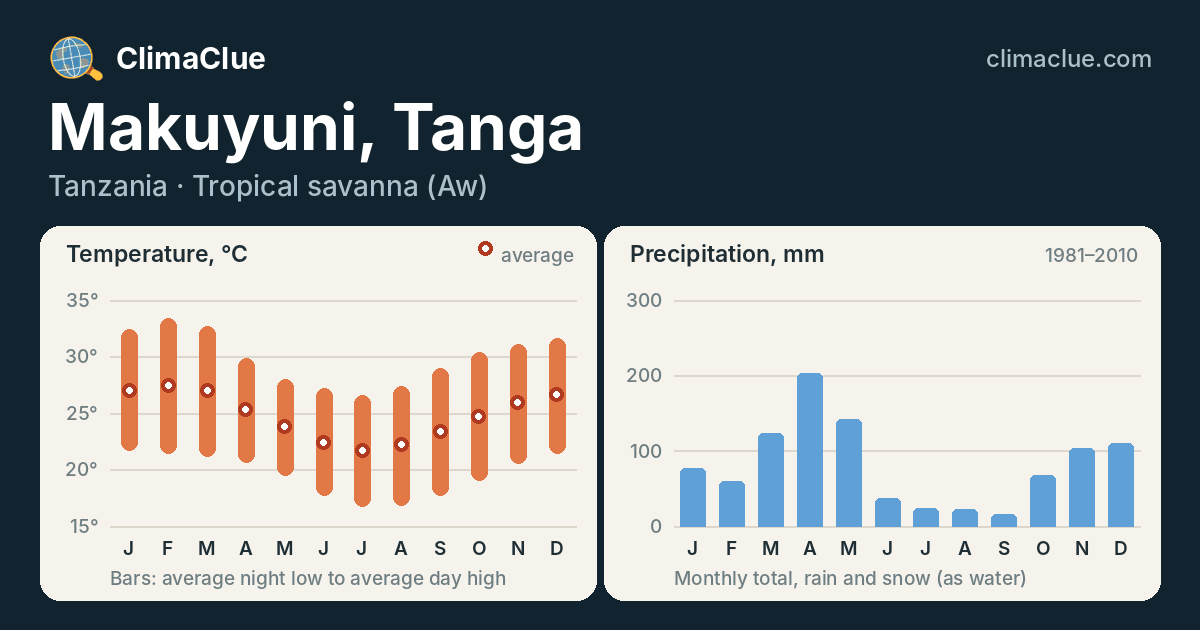 ClimaClue
climaclue.com
Makuyuni, Tanga
Tanzania · Tropical savanna (Aw)
Temperature, °C
average
35°
30°
25°
20°
15°
J F M A M J J A S O N D
Bars: average night low to average day high
Precipitation, mm
1981–2010
300
200
100
0
J F M A M J J A S O N D
Monthly total, rain and snow (as water)